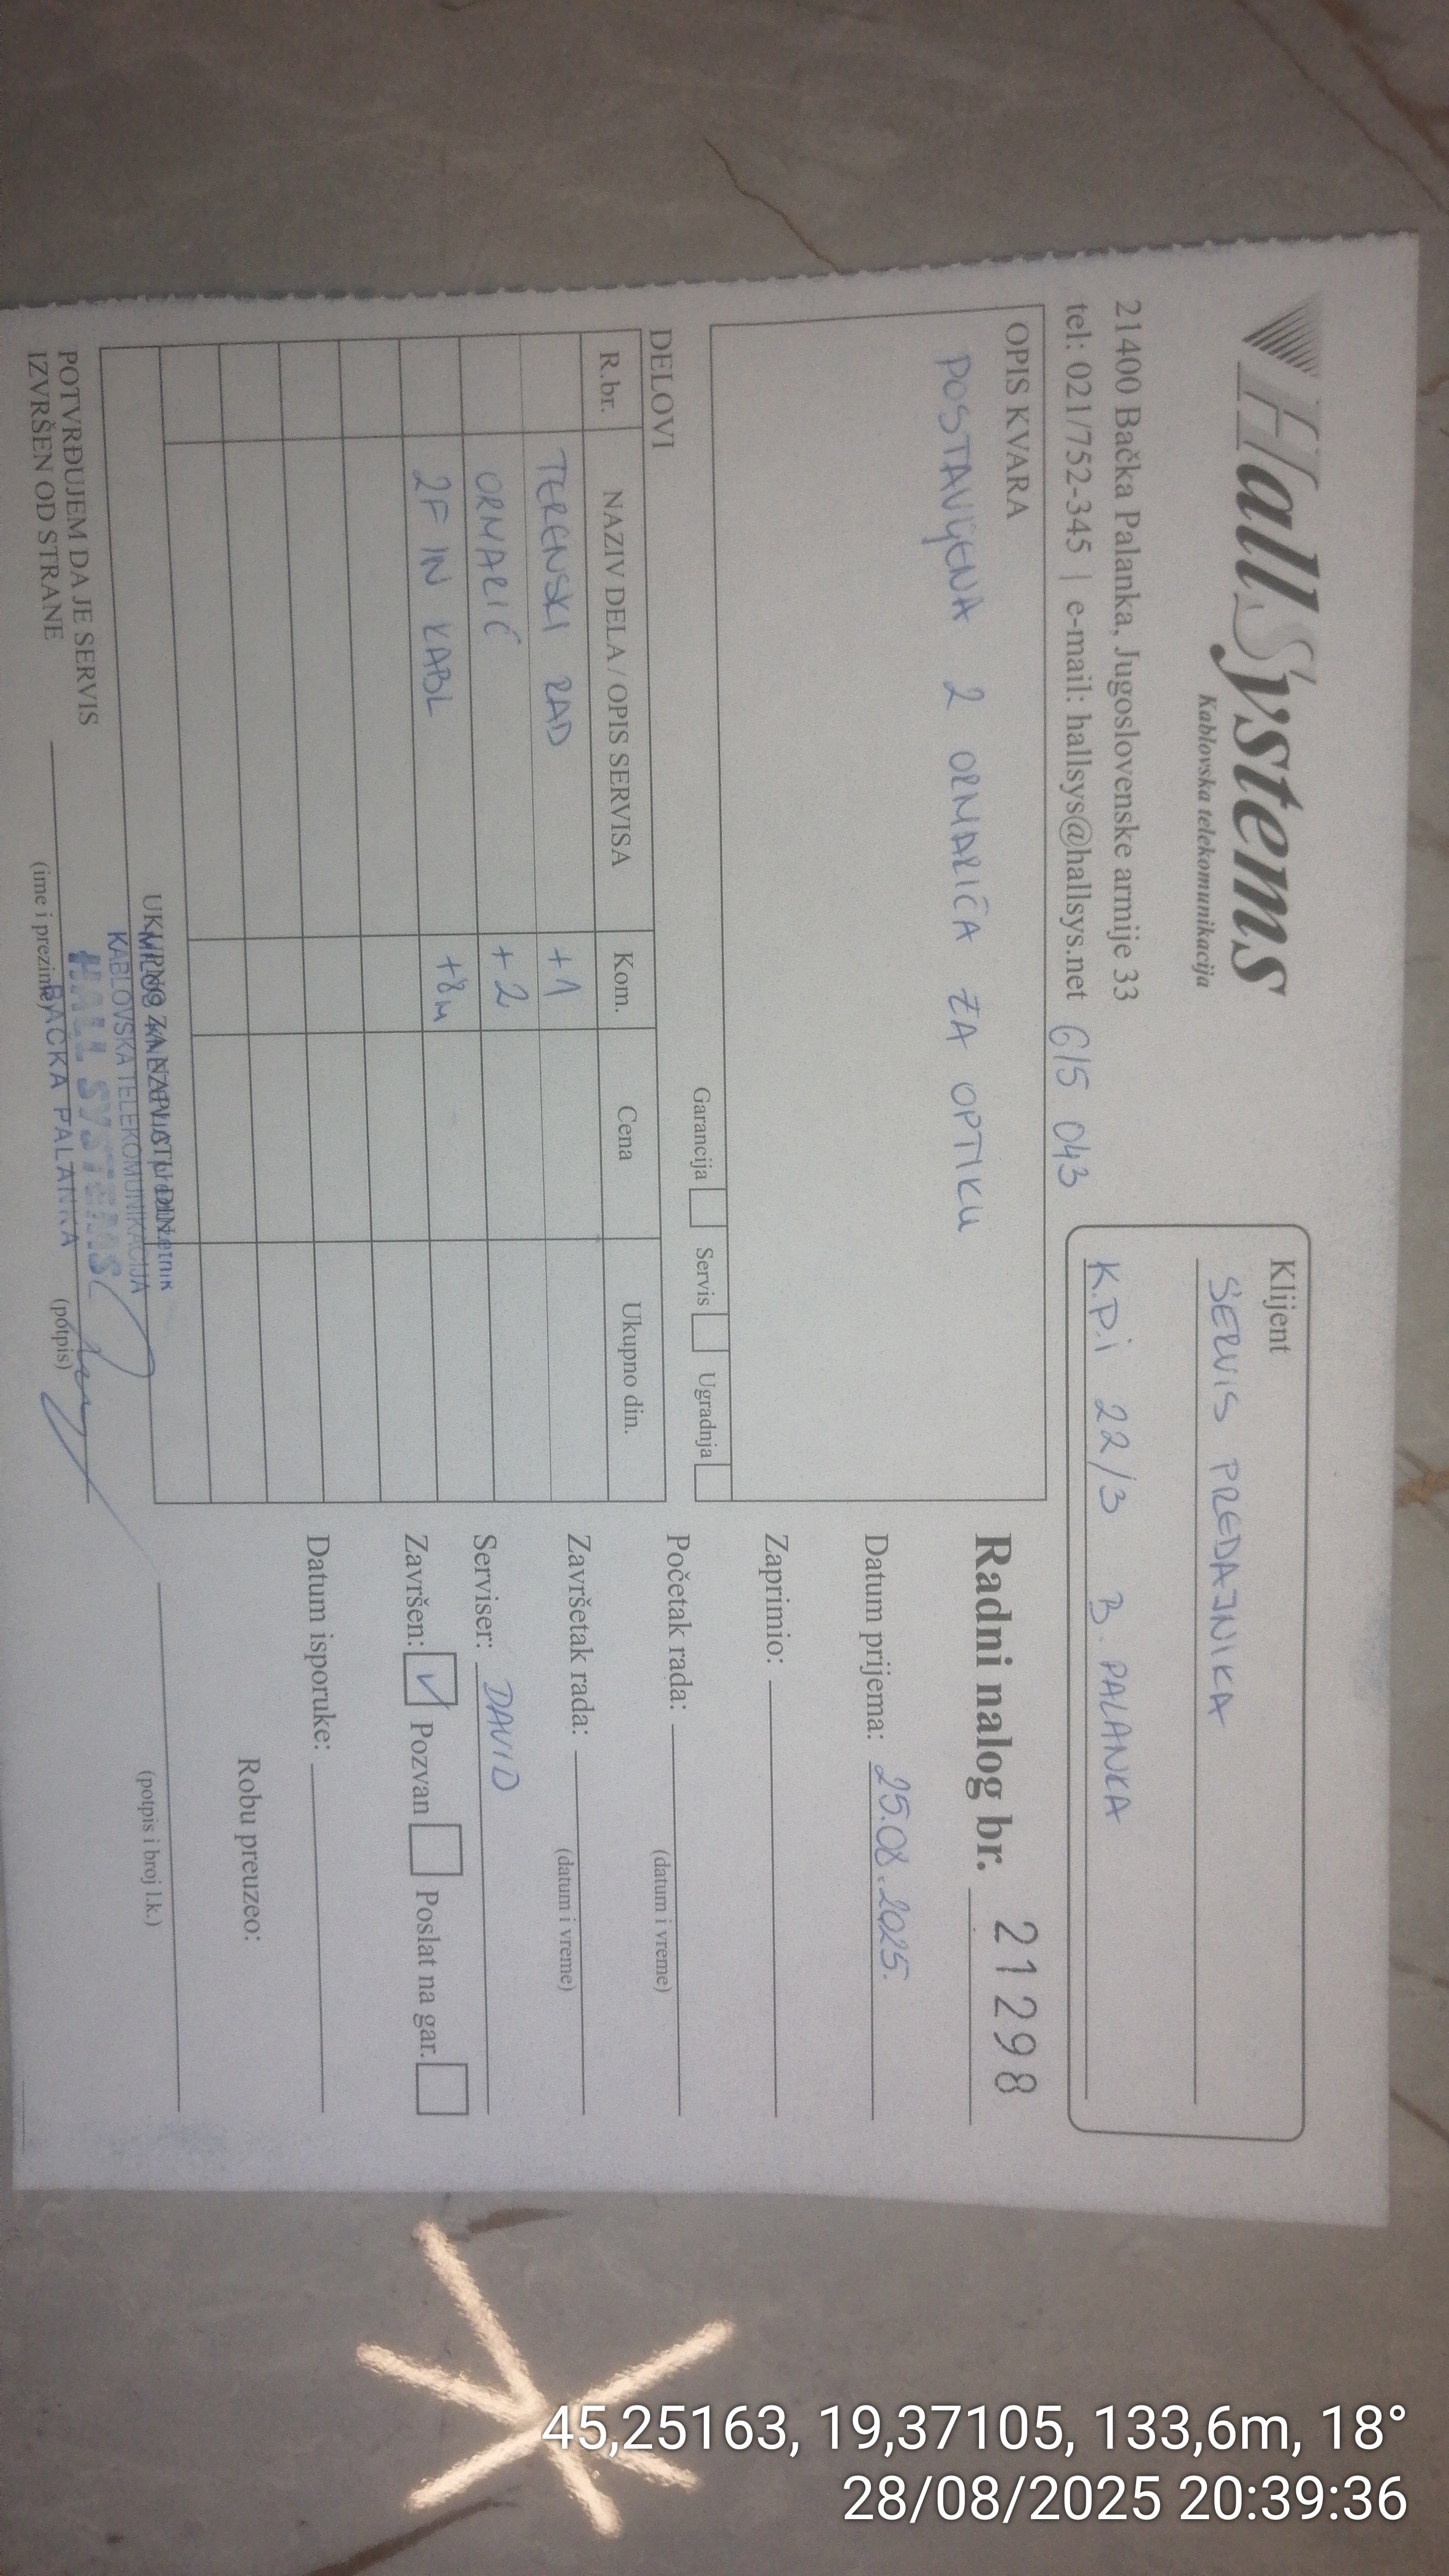 HallSystems
Kablovska telekomunikacija
21400 Bačka Palanka, Jugoslovenske armije 33
tel: 021/752-345 | e-mail: hallsys@hallsys.net 615 043
Klijent
SERVIS PREDAJNIKA
K.P.i 22/3 B. PALANKA
OPIS KVARA
POSTAVLJENA 2 ORMARIĆA ZA OPTIKU
Garancija Servis Ugradnja
Radni nalog br. 21298
Datum prijema: 25.08.2025.
Zaprimio:
Početak rada:
(datum i vreme)
Završetak rada:
(datum i vreme)
Serviser: DAVID
Završen: ✓ Pozvan Poslat na gar.
Datum isporuke:
Robu preuzeo:
(potpis i broj l.k.)
DELOVI
R.br. NAZIV DELA / OPIS SERVISA Kom. Cena Ukupno din.
TERENSKI RAD +1
ORMARIĆ +2
2F IN KABL +8m
UKUPNO ZA NAPLATU DIN.
KABLOVSKA TELEKOMUNIKACIJA
HALL SYSTEMS
BAČKA PALANKA
POTVRĐUJEM DA JE SERVIS
IZVRŠEN OD STRANE
(ime i prezime) (potpis)
45,25163, 19,37105, 133,6m, 18°
28/08/2025 20:39:36